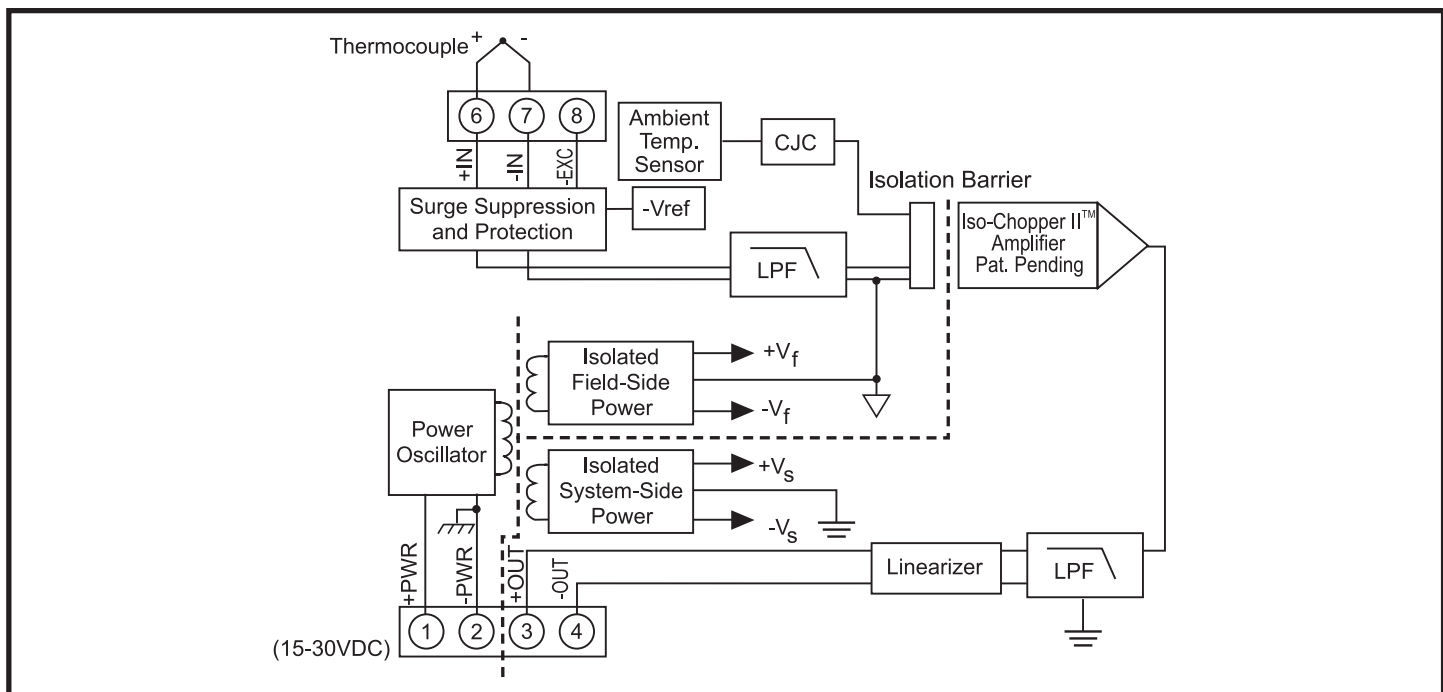 Thermocouple + -
6 7 8
+IN -IN -EXC
Ambient
Temp.
Sensor
CJC
Isolation Barrier
Surge Suppression
and Protection
-Vref
Iso-Chopper II™
Amplifier
Pat. Pending
LPF
Isolated
Field-Side
Power
+Vf
-Vf
Power
Oscillator
Isolated
System-Side
Power
+Vs
-Vs
+PWR -PWR +OUT -OUT
Linearizer
LPF
(15-30VDC) 1 2 3 4